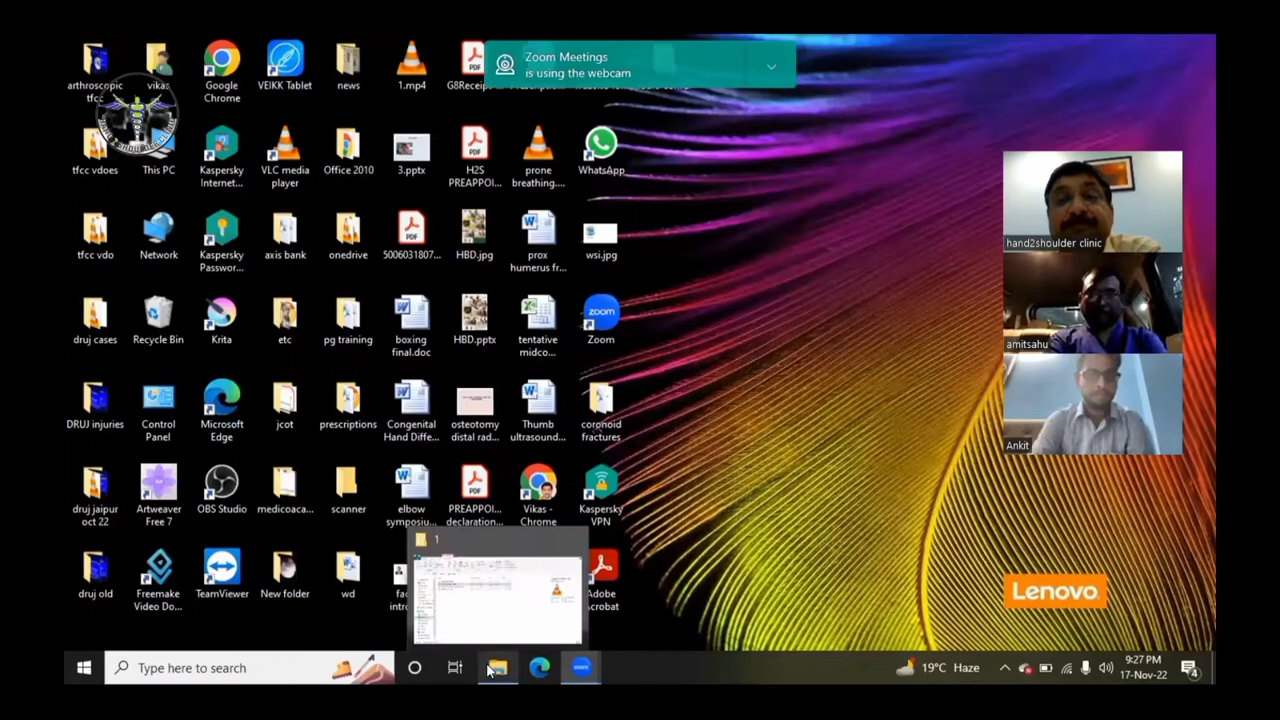 Zoom Meetings
is using the webcam
arthroscopic
tfcc
vikas
Google
Chrome
VEIKK Tablet
news
1.mp4
tfcc vdoes
This PC
Kaspersky
Internet...
VLC media
player
Office 2010
3.pptx
H2S
PREAPPOI...
prone
breathing....
WhatsApp
tfcc vdo
Network
Kaspersky
Passwor...
axis bank
onedrive
5006031807...
HBD.jpg
prox
humerus fr...
wsi.jpg
druj cases
Recycle Bin
Krita
etc
pg training
boxing
final.doc
HBD.pptx
tentative
midco...
Zoom
DRUJ injuries
Control
Panel
Microsoft
Edge
jcot
prescriptions
Congenital
Hand Diffe...
osteotomy
distal rad...
Thumb
ultrasound...
coronoid
fractures
druj jaipur
oct 22
Artweaver
Free 7
OBS Studio
medicoaca...
scanner
elbow
symposiu...
PREAPPOI...
declaration...
Vikas -
Chrome
Kaspersky
VPN
druj old
Freemake
Video Do...
TeamViewer
New folder
wd
1
hand2shoulder clinic
amitsahu
Ankit
Lenovo
Type here to search
zoom
19°C Haze
9:27 PM
17-Nov-22
4